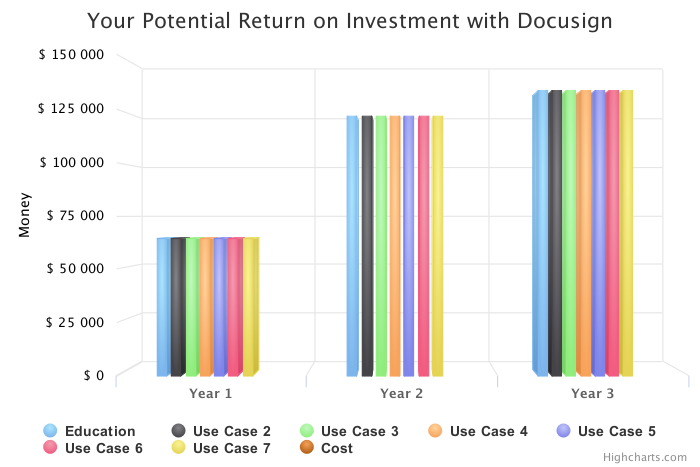 Your Potential Return on Investment with Docusign
$ 150 000
$ 125 000
$ 100 000
$ 75 000
$ 50 000
$ 25 000
$ 0
Money
Year 1 Year 2 Year 3
Education Use Case 2 Use Case 3 Use Case 4 Use Case 5
Use Case 6 Use Case 7 Cost
Highcharts.com